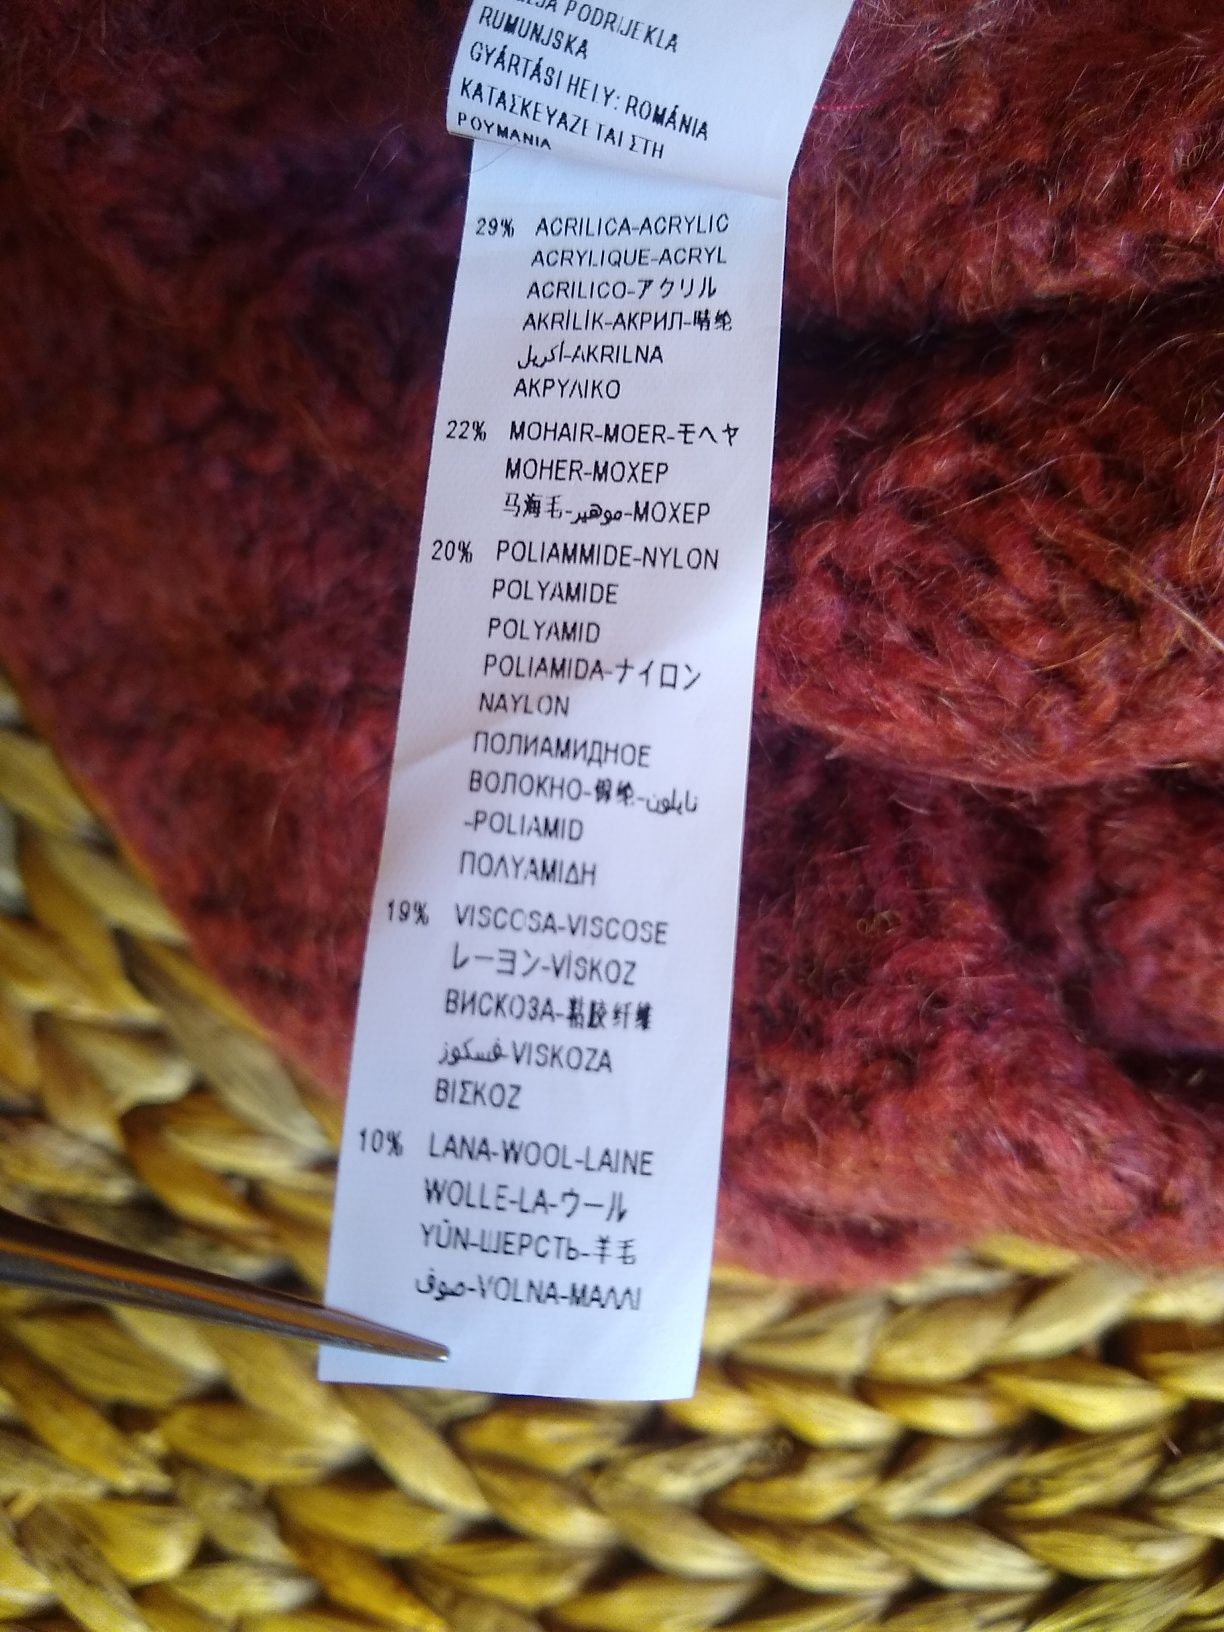 PODRIJEKLA
RUMUNJSKA
GYÁRTÁSI HELY: ROMÁNIA
ΚΑΤΑΣΚΕΥΑΖΕΤΑΙ ΣΤΗ
ΡΟΥΜΑΝΙΑ
29% ACRILICA-ACRYLIC
ACRYLIQUE-ACRYL
ACRILICO-アクリル
AKRİLİK-АКРИЛ-腈纶
أكريل-AKRILNA
ΑΚΡΥΛΙΚΟ
22% MOHAIR-MOER-モヘヤ
MOHER-МОХЕР
马海毛-موهير-ΜΟΧΕΡ
20% POLIAMMIDE-NYLON
POLYAMIDE
POLYAMID
POLIAMIDA-ナイロン
NAYLON
ПОЛИАМИДНОЕ
ВОЛОКНО-锦纶-نايلون
-POLIAMID
ΠΟΛΥΑΜΙΔΗ
19% VISCOSA-VISCOSE
レーヨン-VİSKOZ
ВИСКОЗА-粘胶纤维
فسكوز-VISKOZA
ΒΙΣΚΟΖ
10% LANA-WOOL-LAINE
WOLLE-LA-ウール
YÜN-ШЕРСТЬ-羊毛
صوف-VOLNA-ΜΑΛΛΙ